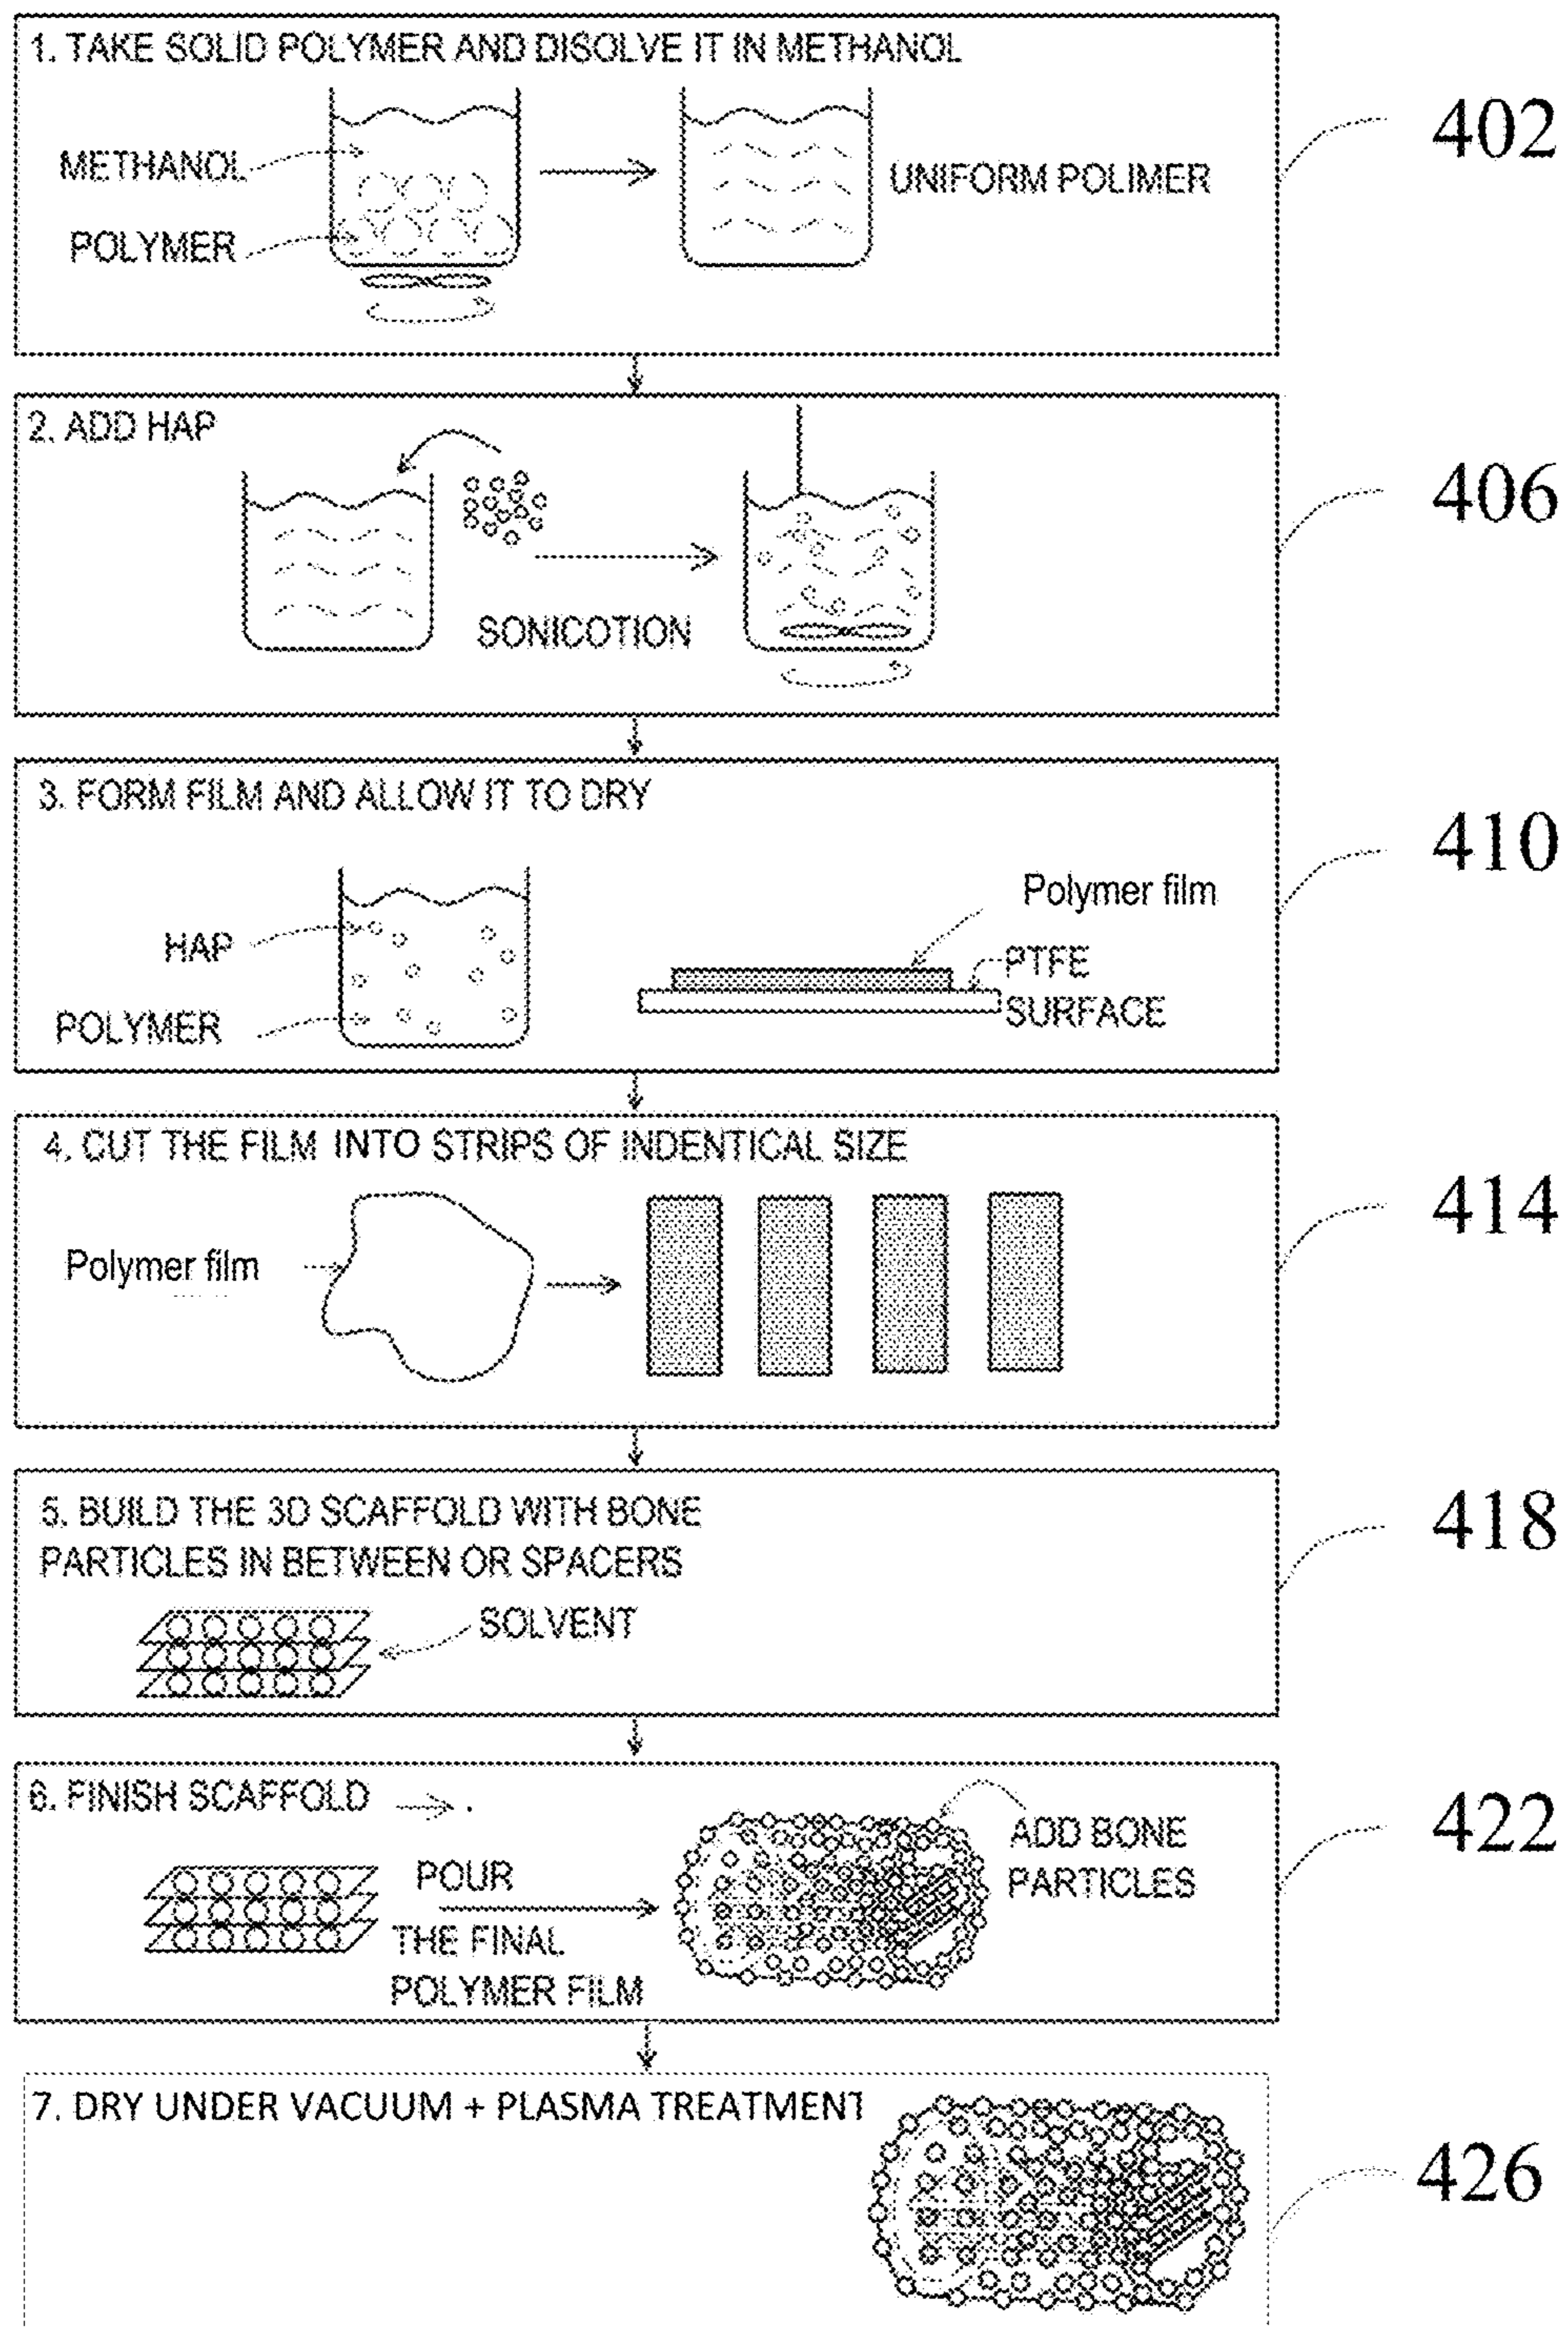 1. TAKE SOLID POLYMER AND DISOLVE IT IN METHANOL
402
METHANOL
UNIFORM POLIMER
POLYMER
2. ADD HAP
406
SONICOTION
3. FORM FILM AND ALLOW IT TO DRY
410
Polymer film
HAP
PTFE
SURFACE
POLYMER
4. CUT THE FILM INTO STRIPS OF INDENTICAL SIZE
414
Polymer film
5. BUILD THE 3D SCAFFOLD WITH BONE
PARTICLES IN BETWEEN OR SPACERS
418
SOLVENT
6. FINISH SCAFFOLD
422
ADD BONE
PARTICLES
POUR
THE FINAL
POLYMER FILM
7. DRY UNDER VACUUM + PLASMA TREATMENT
426